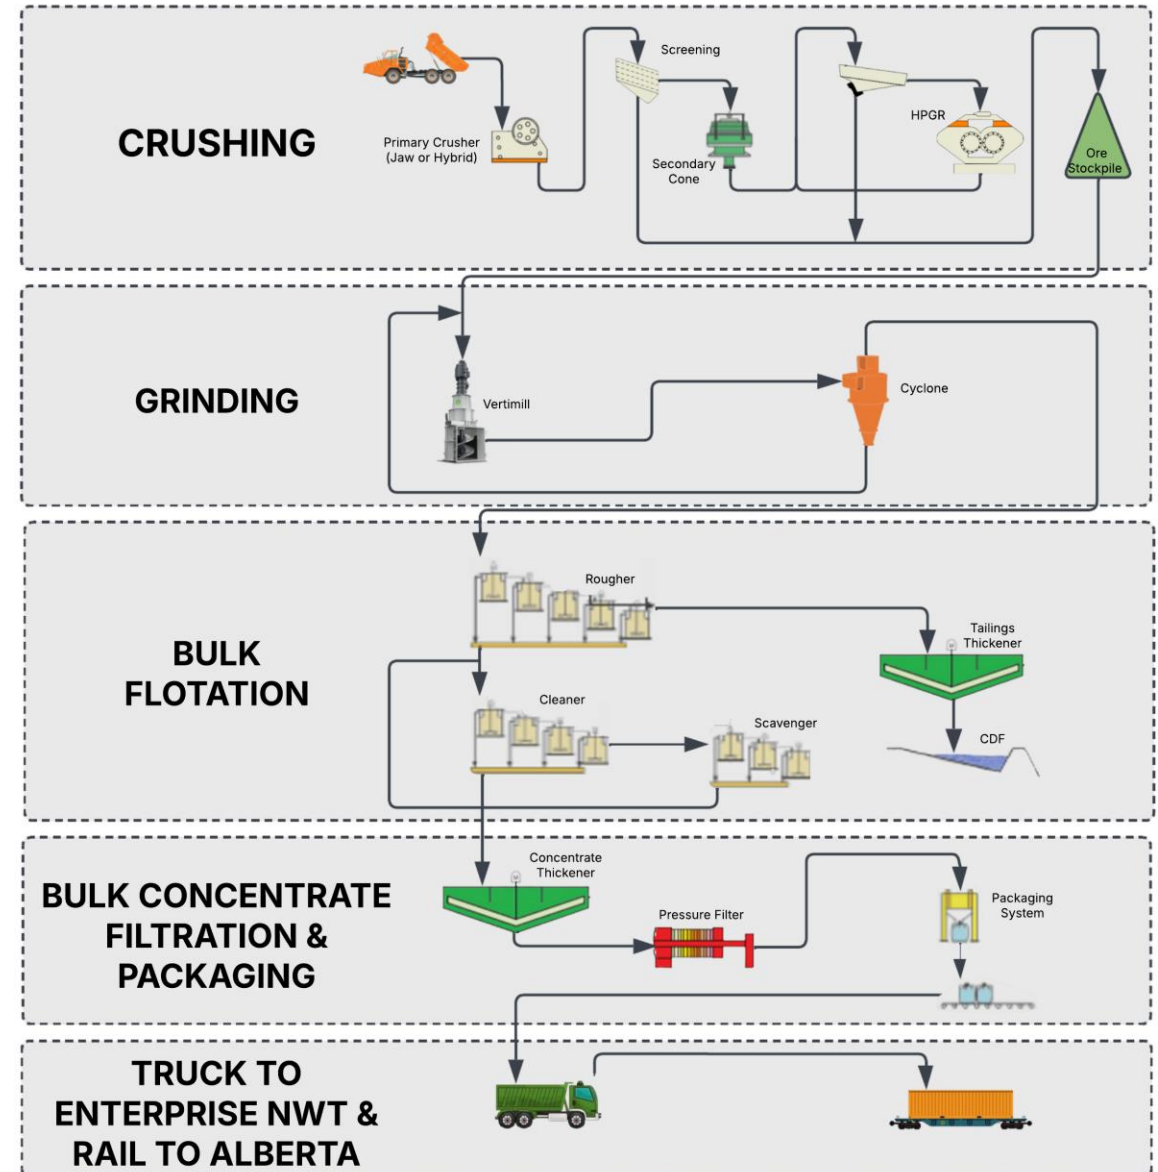 CRUSHING
Primary Crusher
(Jaw or Hybrid)
Screening
Secondary
Cone
HPGR
Ore
Stockpile
GRINDING
Vertimill
Cyclone
BULK
FLOTATION
Rougher
Tailings
Thickener
Cleaner
Scavenger
CDF
BULK CONCENTRATE
FILTRATION &
PACKAGING
Concentrate
Thickener
Pressure Filter
Packaging
System
TRUCK TO
ENTERPRISE NWT &
RAIL TO ALBERTA